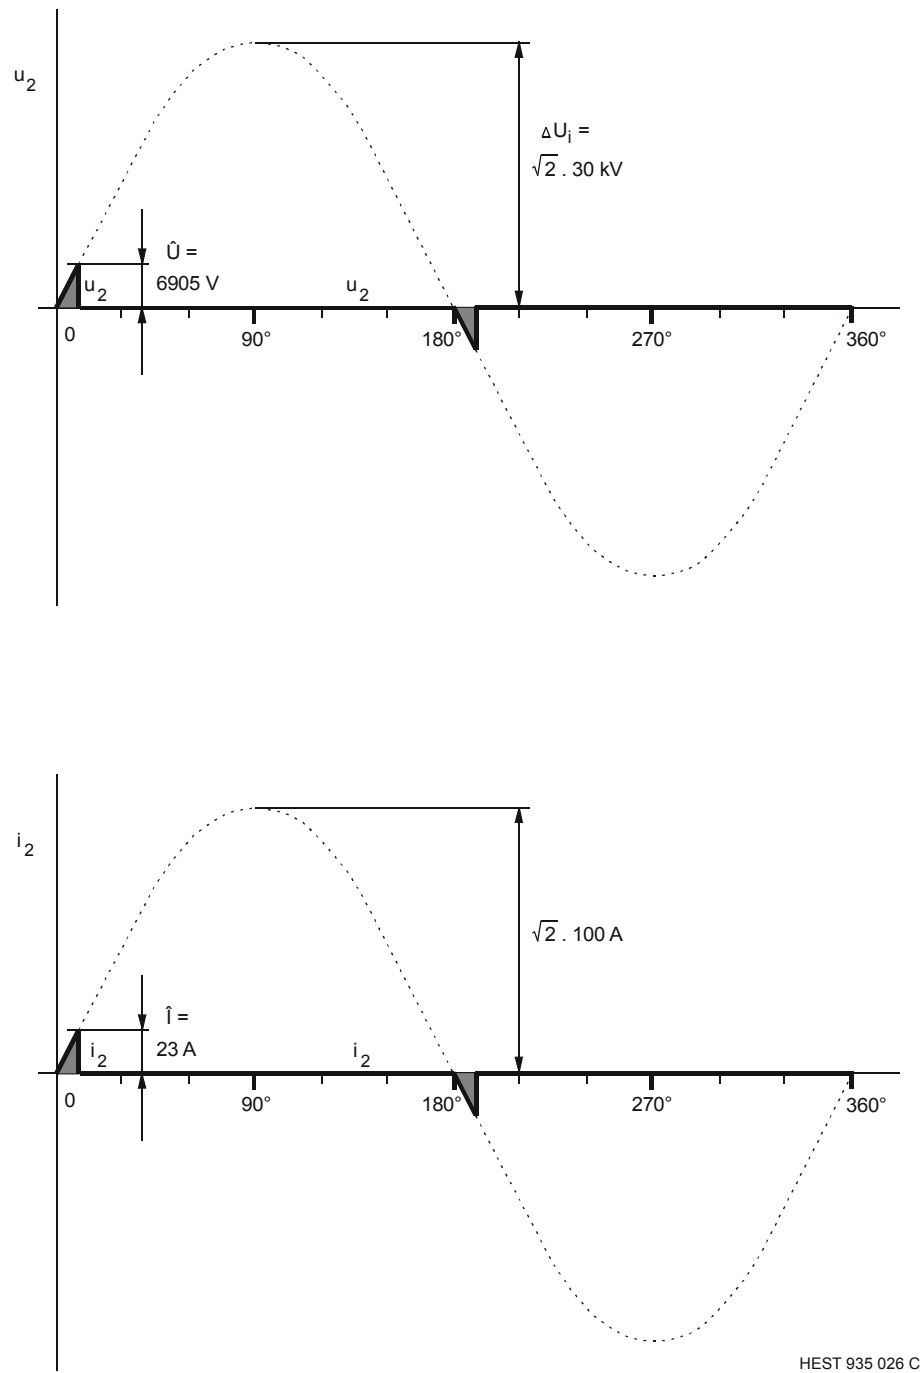 u2
ΔUi =
√2 . 30 kV
Û =
6905 V
u2
u2
0
90°
180°
270°
360°
i2
√2 . 100 A
Î =
23 A
i2
i2
0
90°
180°
270°
360°
HEST 935 026 C